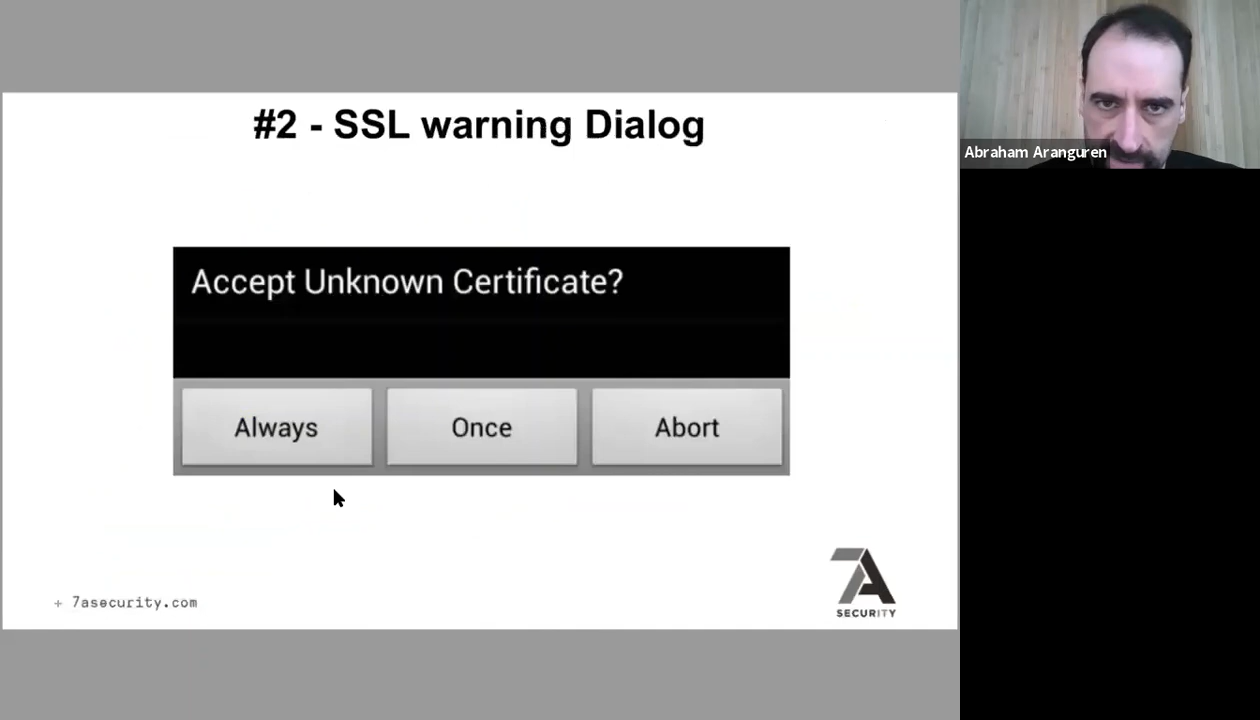 #2 - SSL warning Dialog
Accept Unknown Certificate?
Always
Once
Abort
+ 7asecurity.com
7A
SECURITY
Abraham Aranguren